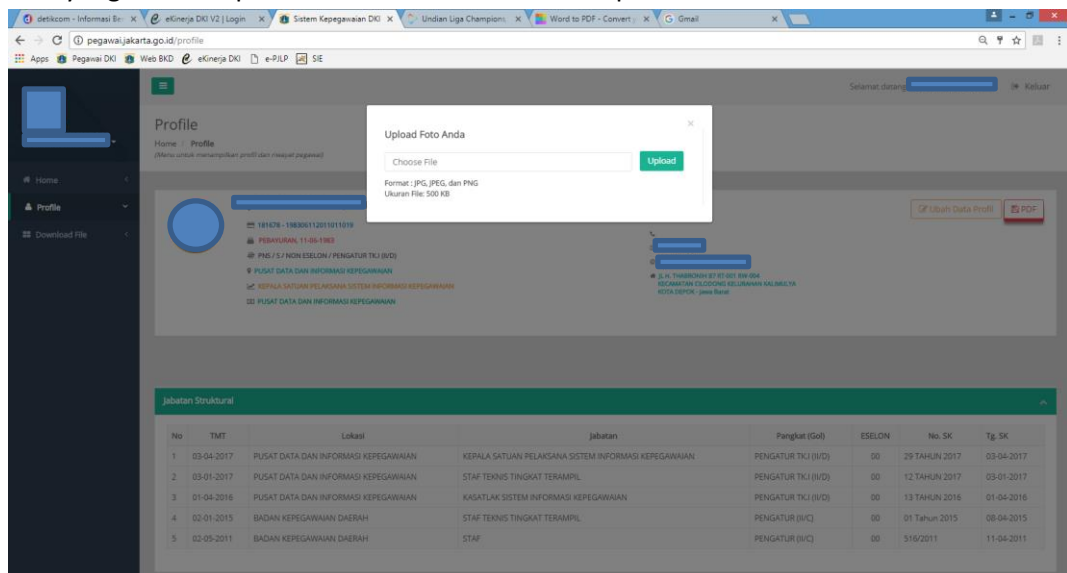 detikcom - Informasi Ber
eKinerja DKI V2 | Login
Sistem Kepegawaian DKI
Undian Liga Champions
Word to PDF - Convert
Gmail
pegawai.jakarta.go.id/profile
Apps Pegawai DKI Web BKD eKinerja DKI e-PJLP SIE
Selamat datang
Keluar
Profile
Home / Profile
(Menu untuk menampilkan profil dan riwayat pegawai)
Home
Profile
Download File
Upload Foto Anda
Choose File
Upload
Format : JPG, JPEG, dan PNG
Ukuran File: 500 KB
Ubah Data Profil
PDF
181678 - 198306112011011018
PEBAYURAN, 11-06-1983
PNS / S / NON ESELON / PENGATUR TK.I (II/D)
PUSAT DATA DAN INFORMASI KEPEGAWAIAN
KEPALA SATUAN PELAKSANA SISTEM INFORMASI KEPEGAWAIAN
PUSAT DATA DAN INFORMASI KEPEGAWAIAN
RT-001 RW-004
KECAMATAN CILODONG KELURAHAN KALIMULYA
KOTA DEPOK - Jawa Barat
Jabatan Struktural
No TMT Lokasi Jabatan Pangkat (Gol) ESELON No. SK Tg. SK
1 03-04-2017 PUSAT DATA DAN INFORMASI KEPEGAWAIAN KEPALA SATUAN PELAKSANA SISTEM INFORMASI KEPEGAWAIAN PENGATUR TK.I (II/D) 00 29 TAHUN 2017 03-04-2017
2 03-01-2017 PUSAT DATA DAN INFORMASI KEPEGAWAIAN STAF TEKNIS TINGKAT TERAMPIL PENGATUR TK.I (II/D) 00 12 TAHUN 2017 03-01-2017
3 01-04-2016 PUSAT DATA DAN INFORMASI KEPEGAWAIAN KASATLAK SISTEM INFORMASI KEPEGAWAIAN PENGATUR TK.I (II/D) 00 13 TAHUN 2016 01-04-2016
4 02-01-2015 BADAN KEPEGAWAIAN DAERAH STAF TEKNIS TINGKAT TERAMPIL PENGATUR (II/C) 00 01 Tahun 2015 08-04-2015
5 02-05-2011 BADAN KEPEGAWAIAN DAERAH STAF PENGATUR (II/C) 00 516/2011 11-04-2011